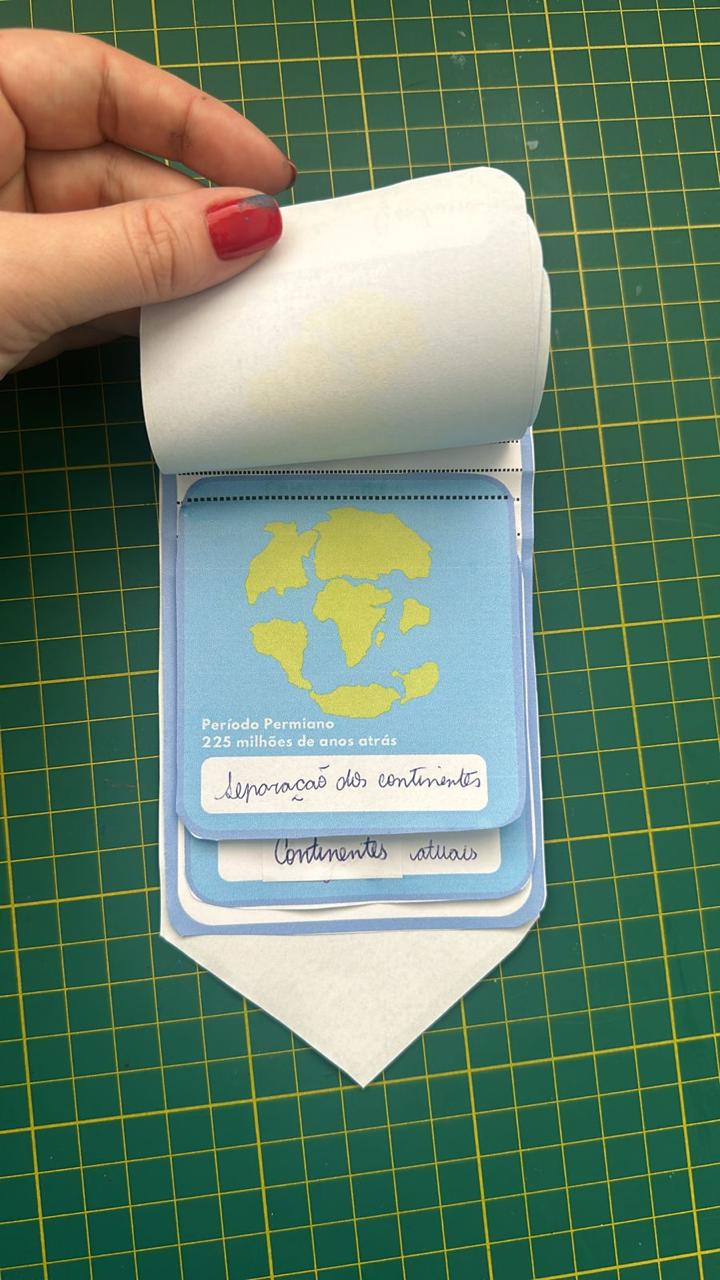 Período Permiano
225 milhões de anos atrás
Separação dos continentes
Continentes atuais